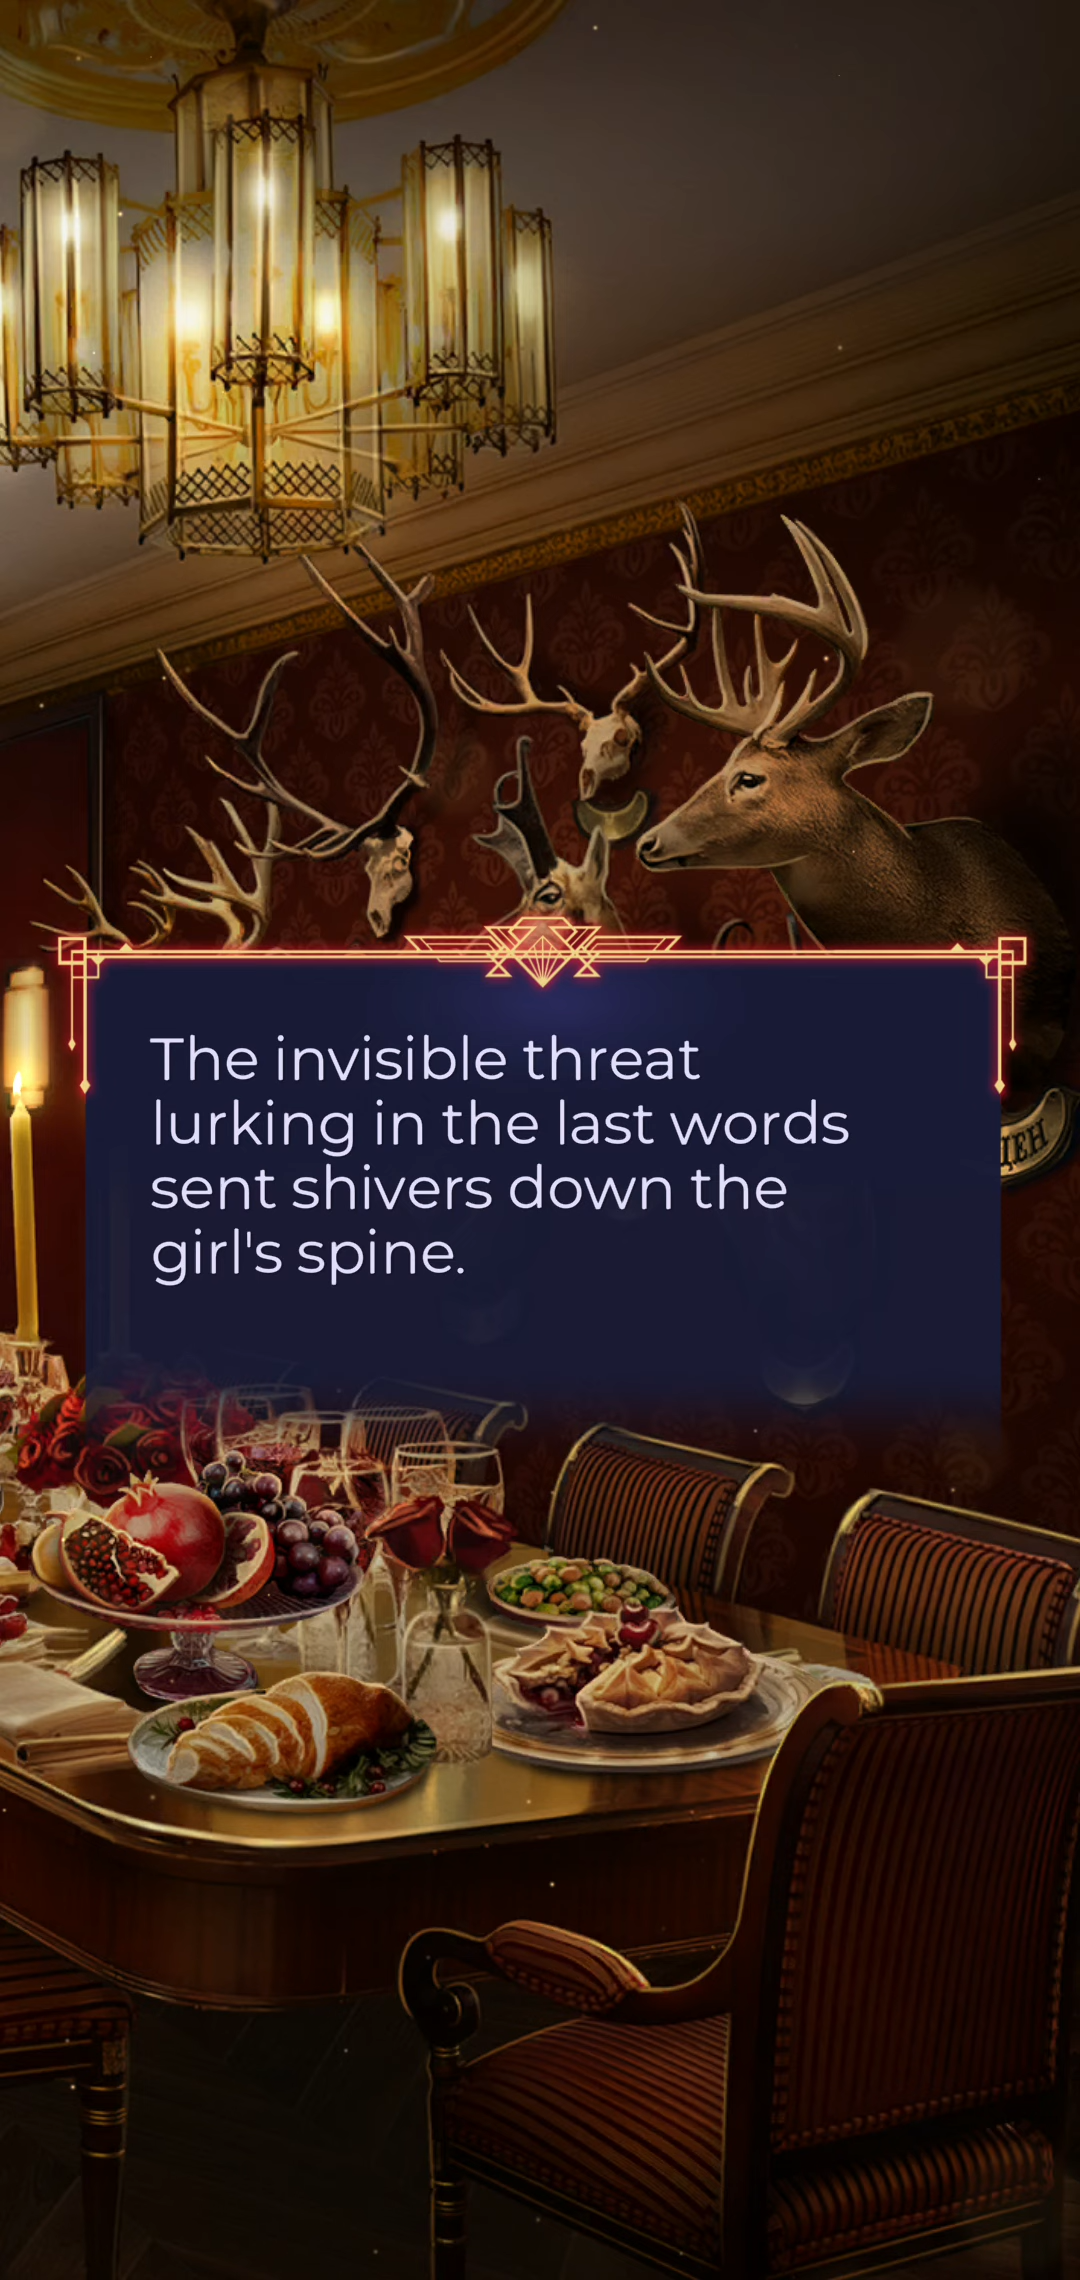 The invisible threat
lurking in the last words
sent shivers down the
girl's spine.